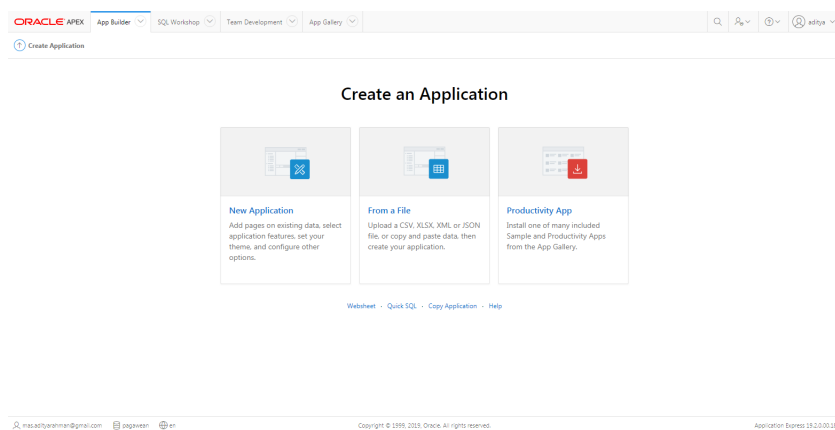 ORACLE APEX App Builder SQL Workshop Team Development App Gallery aditya
Create Application
Create an Application
New Application
Add pages on existing data, select
application features, set your
theme, and configure other
options.
From a File
Upload a CSV, XLSX, XML or JSON
file, or copy and paste data, then
create your application.
Productivity App
Install one of many included
Sample and Productivity Apps
from the App Gallery.
Websheet · Quick SQL · Copy Application · Help
mas.adityarahman@gmail.com pagawean en Copyright © 1999, 2019, Oracle. All rights reserved. Application Express